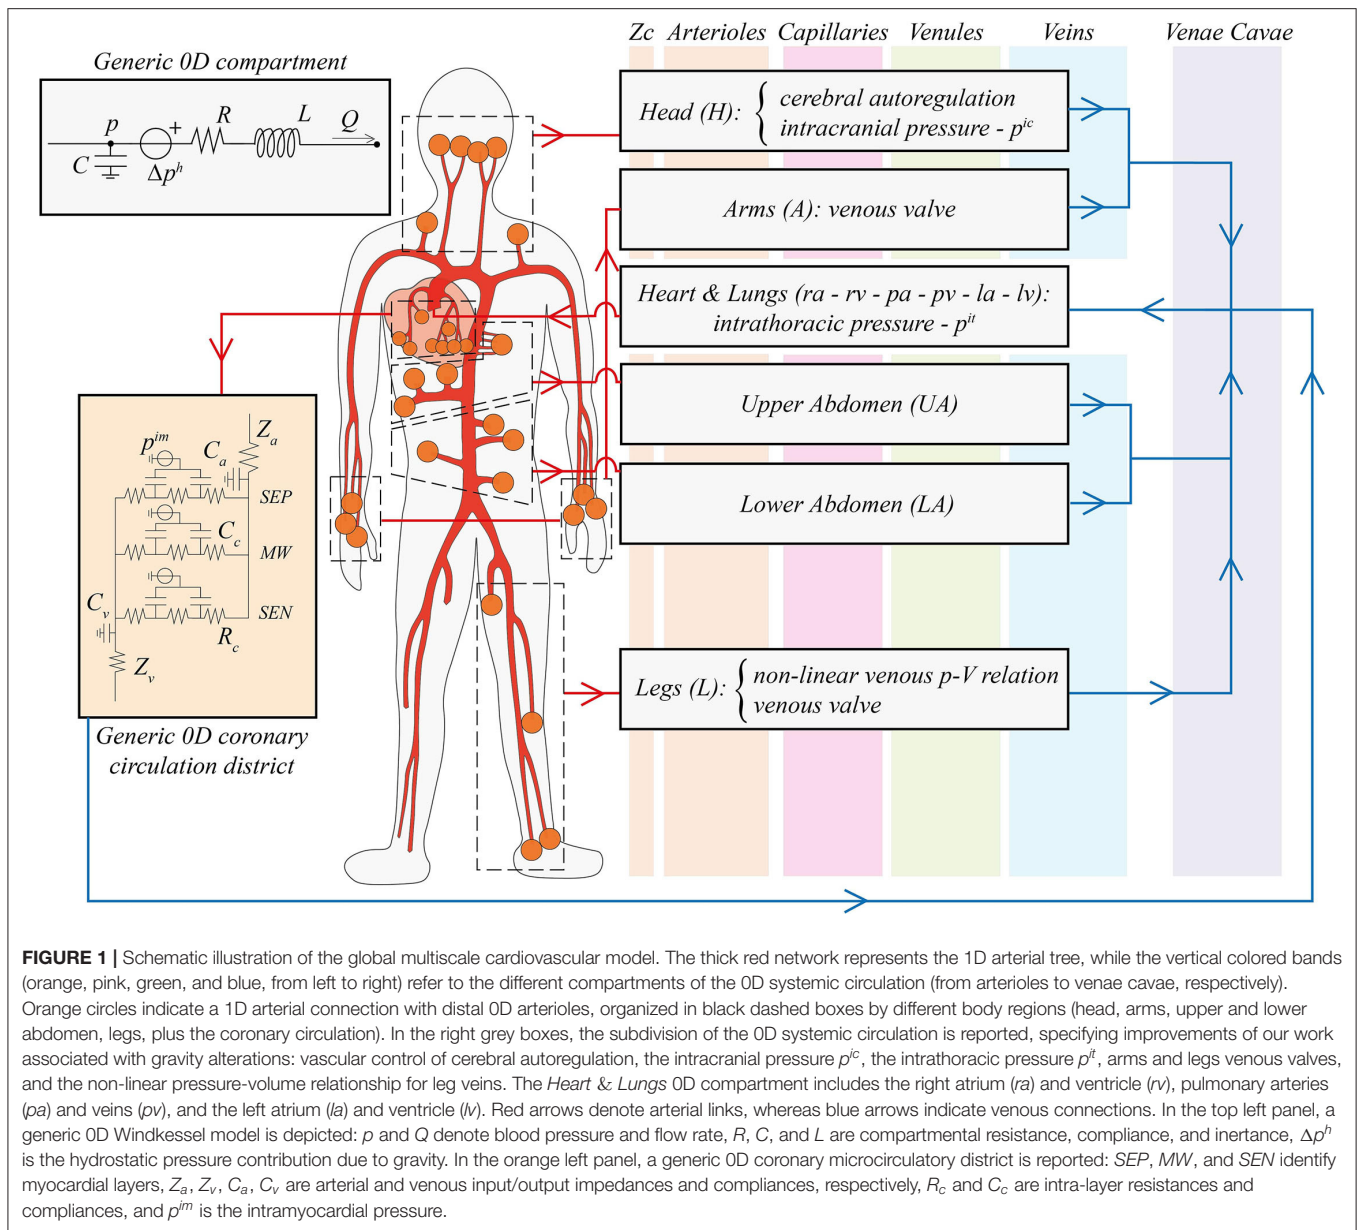 Zc Arterioles Capillaries Venules Veins Venae Cavae
Generic 0D compartment
p + R L Q
C Δpʰ
Head (H): { cerebral autoregulation
intracranial pressure - pⁱᶜ
Arms (A): venous valve
Heart & Lungs (ra - rv - pa - pv - la - lv):
intrathoracic pressure - pⁱᵗ
Upper Abdomen (UA)
Lower Abdomen (LA)
Legs (L): { non-linear venous p-V relation
venous valve
Z_a
pⁱᵐ C_a
SEP
C_c
MW
C_v SEN
R_c
Z_v
Generic 0D coronary
circulation district
FIGURE 1 | Schematic illustration of the global multiscale cardiovascular model. The thick red network represents the 1D arterial tree, while the vertical colored bands
(orange, pink, green, and blue, from left to right) refer to the different compartments of the 0D systemic circulation (from arterioles to venae cavae, respectively).
Orange circles indicate a 1D arterial connection with distal 0D arterioles, organized in black dashed boxes by different body regions (head, arms, upper and lower
abdomen, legs, plus the coronary circulation). In the right grey boxes, the subdivision of the 0D systemic circulation is reported, specifying improvements of our work
associated with gravity alterations: vascular control of cerebral autoregulation, the intracranial pressure pⁱᶜ, the intrathoracic pressure pⁱᵗ, arms and legs venous valves,
and the non-linear pressure-volume relationship for leg veins. The Heart & Lungs 0D compartment includes the right atrium (ra) and ventricle (rv), pulmonary arteries
(pa) and veins (pv), and the left atrium (la) and ventricle (lv). Red arrows denote arterial links, whereas blue arrows indicate venous connections. In the top left panel, a
generic 0D Windkessel model is depicted: p and Q denote blood pressure and flow rate, R, C, and L are compartmental resistance, compliance, and inertance, Δpʰ
is the hydrostatic pressure contribution due to gravity. In the orange left panel, a generic 0D coronary microcirculatory district is reported: SEP, MW, and SEN identify
myocardial layers, Z_a, Z_v, C_a, C_v are arterial and venous input/output impedances and compliances, respectively, R_c and C_c are intra-layer resistances and
compliances, and pⁱᵐ is the intramyocardial pressure.